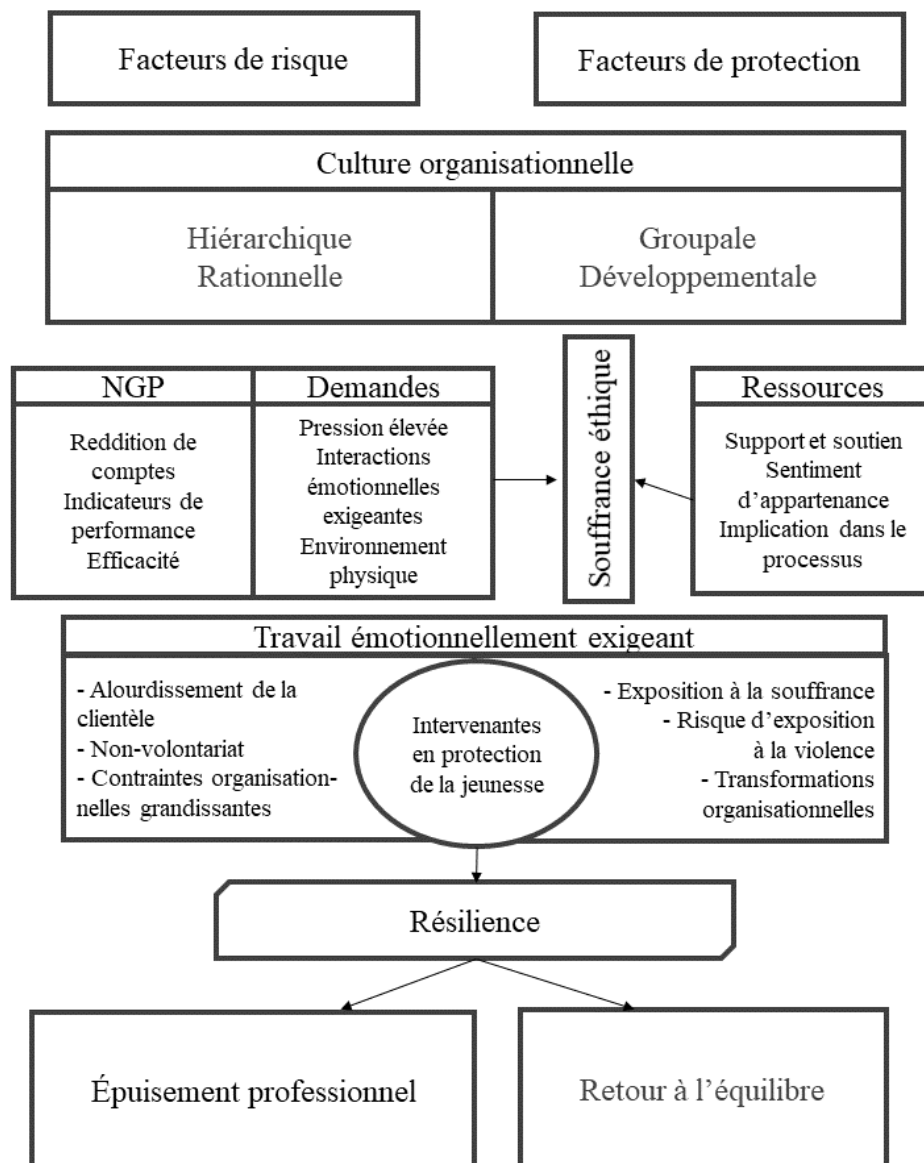 Facteurs de risque
Facteurs de protection
Culture organisationnelle
Hiérarchique
Rationnelle
Groupale
Développementale
NGP
Reddition de
comptes
Indicateurs de
performance
Efficacité
Demandes
Pression élevée
Interactions
émotionnelles
exigeantes
Environnement
physique
Souffrance éthique
Ressources
Support et soutien
Sentiment
d’appartenance
Implication dans le
processus
Travail émotionnellement exigeant
- Alourdissement de la
clientèle
- Non-volontariat
- Contraintes organisation-
nelles grandissantes
Intervenantes
en protection
de la jeunesse
- Exposition à la souffrance
- Risque d’exposition
à la violence
- Transformations
organisationnelles
Résilience
Épuisement professionnel
Retour à l’équilibre